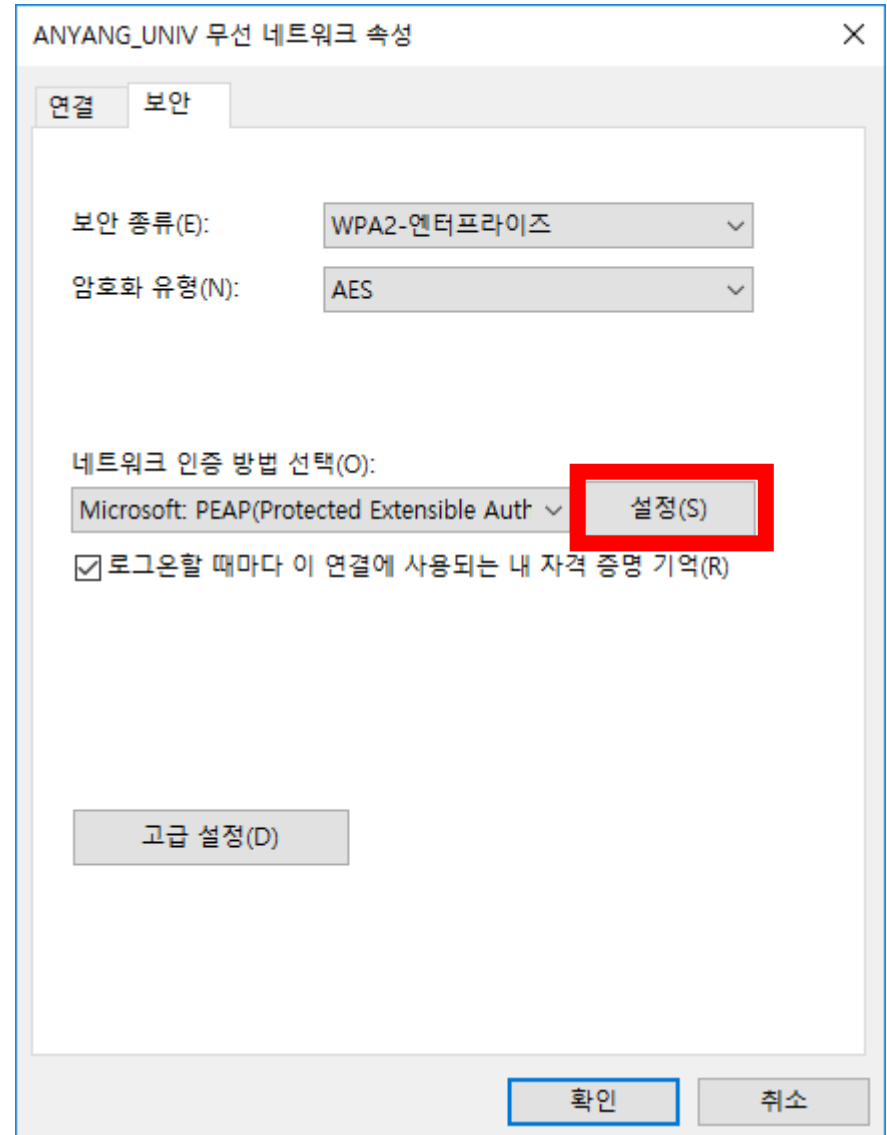 ANYANG_UNIV 무선 네트워크 속성
연결 보안
보안 종류(E): WPA2-엔터프라이즈
암호화 유형(N): AES
네트워크 인증 방법 선택(O):
Microsoft: PEAP(Protected Extensible Auth 설정(S)
로그온할 때마다 이 연결에 사용되는 내 자격 증명 기억(R)
고급 설정(D)
확인 취소